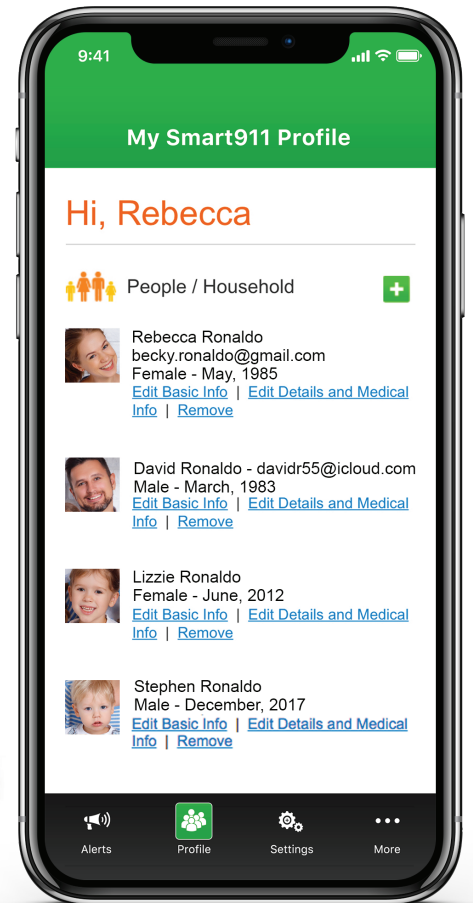 9:41
My Smart911 Profile
Hi, Rebecca
People / Household
Rebecca Ronaldo
becky.ronaldo@gmail.com
Female - May, 1985
Edit Basic Info | Edit Details and Medical
Info | Remove
David Ronaldo - davidr55@icloud.com
Male - March, 1983
Edit Basic Info | Edit Details and Medical
Info | Remove
Lizzie Ronaldo
Female - June, 2012
Edit Basic Info | Edit Details and Medical
Info | Remove
Stephen Ronaldo
Male - December, 2017
Edit Basic Info | Edit Details and Medical
Info | Remove
Alerts Profile Settings More